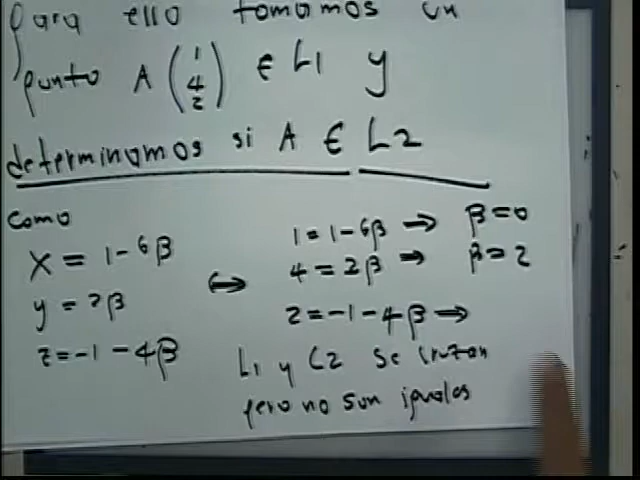 para ello tomamos un
punto A (1 4 2) ∈ L1 y
determinamos si A ∈ L2
como
x = 1-6β
y = 2β
z = -1 - 4β
↔
1 = 1-6β → β=0
4 = 2β → β=2
2 = -1 - 4β →
L1 y L2 se cruzan
pero no son iguales